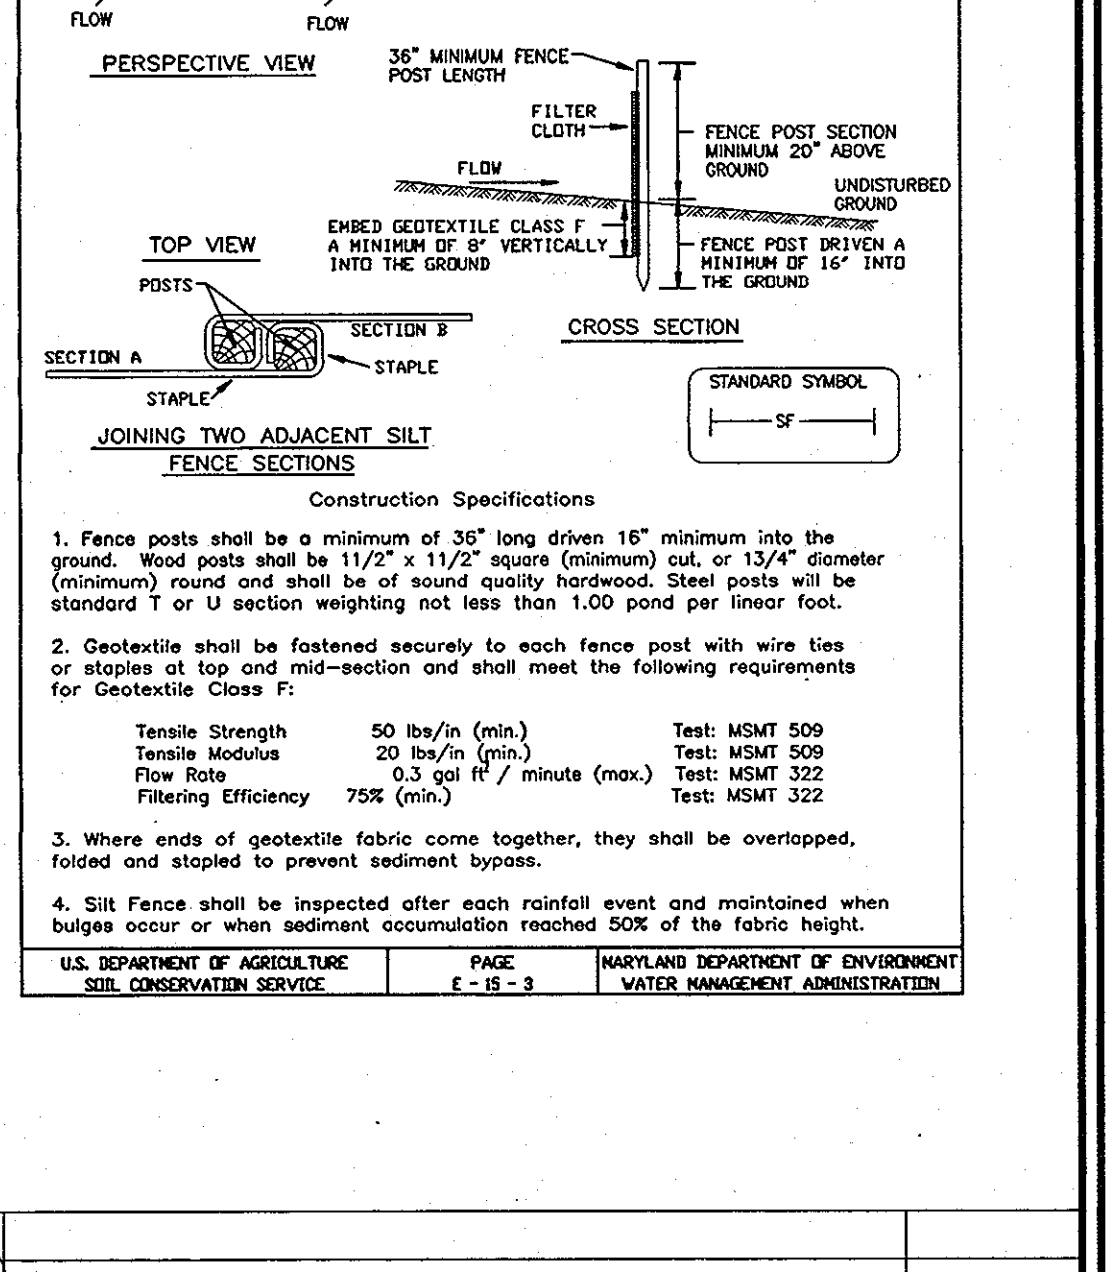 FLOW
FLOW
PERSPECTIVE VIEW
36" MINIMUM FENCE
POST LENGTH
FILTER
CLOTH
FENCE POST SECTION
MINIMUM 20" ABOVE
GROUND
FLOW
UNDISTURBED
GROUND
EMBED GEOTEXTILE CLASS F
A MINIMUM OF 8" VERTICALLY
INTO THE GROUND
FENCE POST DRIVEN A
MINIMUM OF 16" INTO
THE GROUND
CROSS SECTION
TOP VIEW
POSTS
SECTION B
SECTION A
STAPLE
STAPLE
JOINING TWO ADJACENT SILT
FENCE SECTIONS
STANDARD SYMBOL
SF
Construction Specifications
1. Fence posts shall be a minimum of 36" long driven 16" minimum into the
ground. Wood posts shall be 11/2" x 11/2" square (minimum) cut, or 13/4" diameter
(minimum) round and shall be of sound quality hardwood. Steel posts will be
standard T or U section weighting not less than 1.00 pond per linear foot.
2. Geotextile shall be fastened securely to each fence post with wire ties
or staples at top and mid-section and shall meet the following requirements
for Geotextile Class F:
Tensile Strength 50 lbs/in (min.) Test: MSMT 509
Tensile Modulus 20 lbs/in (min.) Test: MSMT 509
Flow Rate 0.3 gal ft² / minute (max.) Test: MSMT 322
Filtering Efficiency 75% (min.) Test: MSMT 322
3. Where ends of geotextile fabric come together, they shall be overlapped,
folded and stapled to prevent sediment bypass.
4. Silt Fence shall be inspected after each rainfall event and maintained when
bulges occur or when sediment accumulation reached 50% of the fabric height.
U.S. DEPARTMENT OF AGRICULTURE
SOIL CONSERVATION SERVICE
PAGE
E - 15 - 3
MARYLAND DEPARTMENT OF ENVIRONMENT
WATER MANAGEMENT ADMINISTRATION